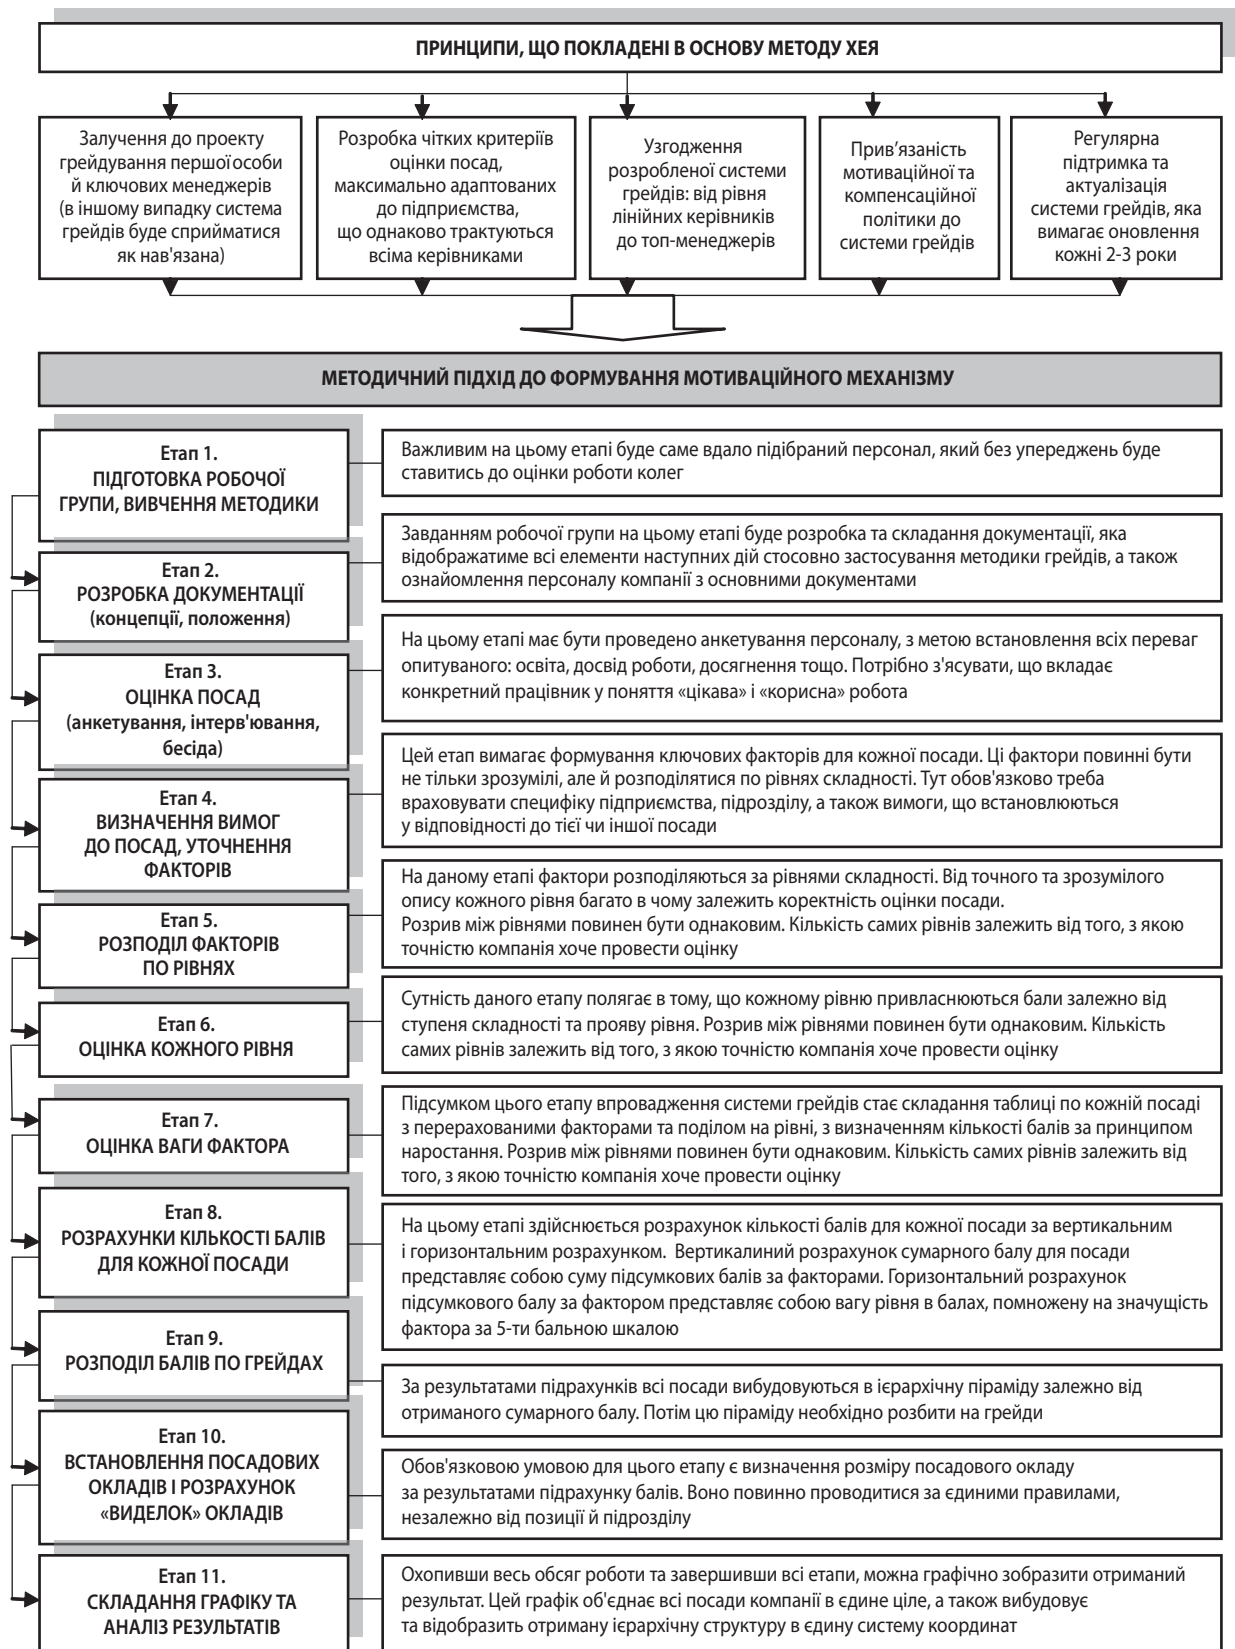 ПРИНЦИПИ, ЩО ПОКЛАДЕНІ В ОСНОВУ МЕТОДУ ХЕЯ
Залучення до проекту
грейдування першої особи
й ключових менеджерів
(в іншому випадку система
грейдів буде сприйматися
як нав'язана)
Розробка чітких критеріїв
оцінки посад,
максимально адаптованих
до підприємства,
що однаково трактуються
всіма керівниками
Узгодження
розробленої системи
грейдів: від рівня
лінійних керівників
до топ-менеджерів
Прив’язаність
мотиваційної та
компенсаційної
політики до
системи грейдів
Регулярна
підтримка та
актуалізація
системи грейдів, яка
вимагає оновлення
кожні 2-3 роки
МЕТОДИЧНИЙ ПІДХІД ДО ФОРМУВАННЯ МОТИВАЦІЙНОГО МЕХАНІЗМУ
Етап 1.
ПІДГОТОВКА РОБОЧОЇ
ГРУПИ, ВИВЧЕННЯ МЕТОДИКИ
Важливим на цьому етапі буде саме вдало підібраний персонал, який без упереджень буде
ставитись до оцінки роботи колег
Етап 2.
РОЗРОБКА ДОКУМЕНТАЦІЇ
(концепції, положення)
Завданням робочої групи на цьому етапі буде розробка та складання документації, яка
відображатиме всі елементи наступних дій стосовно застосування методики грейдів, а також
ознайомлення персоналу компанії з основними документами
Етап 3.
ОЦІНКА ПОСАД
(анкетування, інтерв'ювання,
бесіда)
На цьому етапі має бути проведено анкетування персоналу, з метою встановлення всіх переваг
опитуваного: освіта, досвід роботи, досягнення тощо. Потрібно з'ясувати, що вкладає
конкретний працівник у поняття «цікава» і «корисна» робота
Етап 4.
ВИЗНАЧЕННЯ ВИМОГ
ДО ПОСАД, УТОЧНЕННЯ
ФАКТОРІВ
Цей етап вимагає формування ключових факторів для кожної посади. Ці фактори повинні бути
не тільки зрозумілі, але й розподілятися по рівнях складності. Тут обов'язково треба
враховувати специфіку підприємства, підрозділу, а також вимоги, що встановлюються
у відповідності до тієї чи іншої посади
Етап 5.
РОЗПОДІЛ ФАКТОРІВ
ПО РІВНЯХ
На даному етапі фактори розподіляються за рівнями складності. Від точного та зрозумілого
опису кожного рівня багато в чому залежить коректність оцінки посади.
Розрив між рівнями повинен бути однаковим. Кількість самих рівнів залежить від того, з якою
точністю компанія хоче провести оцінку
Етап 6.
ОЦІНКА КОЖНОГО РІВНЯ
Сутність даного етапу полягає в тому, що кожному рівню привласнюються бали залежно від
ступеня складності та прояву рівня. Розрив між рівнями повинен бути однаковим. Кількість
самих рівнів залежить від того, з якою точністю компанія хоче провести оцінку
Етап 7.
ОЦІНКА ВАГИ ФАКТОРА
Підсумком цього етапу впровадження системи грейдів стає складання таблиці по кожній посаді
з перерахованими факторами та поділом на рівні, з визначенням кількості балів за принципом
наростання. Розрив між рівнями повинен бути однаковим. Кількість самих рівнів залежить від
того, з якою точністю компанія хоче провести оцінку
Етап 8.
РОЗРАХУНКИ КІЛЬКОСТІ БАЛІВ
ДЛЯ КОЖНОЇ ПОСАДИ
На цьому етапі здійснюється розрахунок кількості балів для кожної посади за вертикальним
і горизонтальним розрахунком. Вертикалиний розрахунок сумарного балу для посади
представляє собою суму підсумкових балів за факторами. Горизонтальний розрахунок
підсумкового балу за фактором представляє собою вагу рівня в балах, помножену на значущість
фактора за 5-ти бальною шкалою
Етап 9.
РОЗПОДІЛ БАЛІВ ПО ГРЕЙДАХ
За результатами підрахунків всі посади вибудовуються в ієрархічну піраміду залежно від
отриманого сумарного балу. Потім цю піраміду необхідно розбити на грейди
Етап 10.
ВСТАНОВЛЕННЯ ПОСАДОВИХ
ОКЛАДІВ І РОЗРАХУНОК
«ВИДЕЛОК» ОКЛАДІВ
Обов'язковою умовою для цього етапу є визначення розміру посадового окладу
за результатами підрахунку балів. Воно повинно проводитися за єдиними правилами,
незалежно від позиції й підрозділу
Етап 11.
СКЛАДАННЯ ГРАФІКУ ТА
АНАЛІЗ РЕЗУЛЬТАТІВ
Охопивши весь обсяг роботи та завершивши всі етапи, можна графічно зобразити отриманий
результат. Цей графік об'єднає всі посади компанії в єдине ціле, а також вибудовує
та відобразить отриману ієрархічну структуру в єдину систему координат